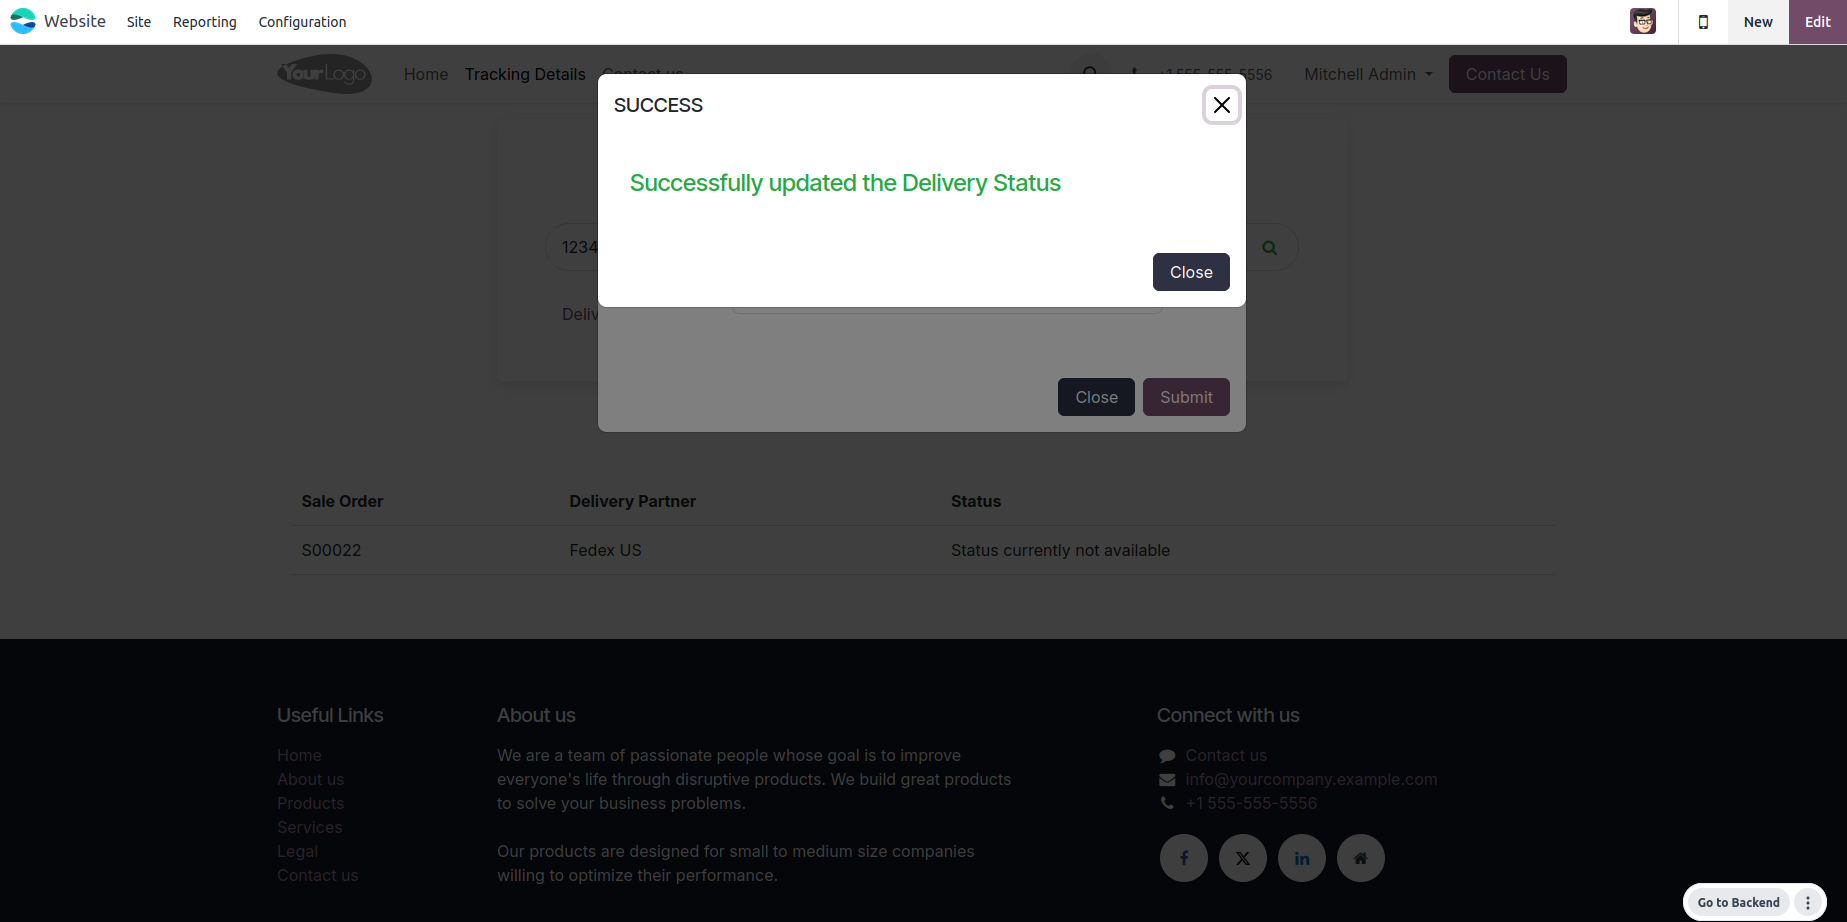 Website Site Reporting Configuration New Edit
YourLogo Home Tracking Details Contact us +1 555-555-5556 Mitchell Admin Contact Us
SUCCESS
Successfully updated the Delivery Status
1234
Close
Deliv
Close Submit
Sale Order Delivery Partner Status
S00022 Fedex US Status currently not available
Useful Links
Home
About us
Products
Services
Legal
Contact us
About us
We are a team of passionate people whose goal is to improve
everyone's life through disruptive products. We build great products
to solve your business problems.
Our products are designed for small to medium size companies
willing to optimize their performance.
Connect with us
Contact us
info@yourcompany.example.com
+1 555-555-5556
Go to Backend